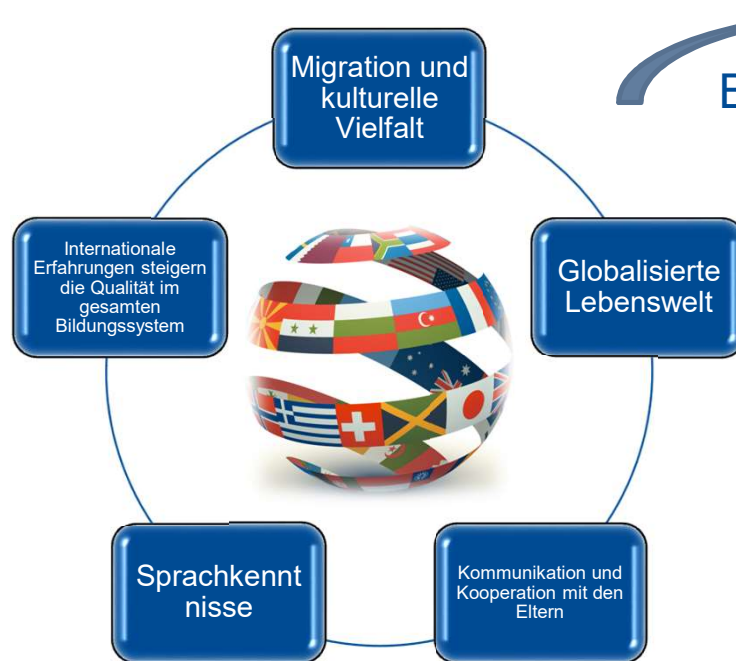 Migration und
kulturelle
Vielfalt
E
Internationale
Erfahrungen steigern
die Qualität im
gesamten
Bildungssystem
Globalisierte
Lebenswelt
Sprachkennt
nisse
Kommunikation und
Kooperation mit den
Eltern